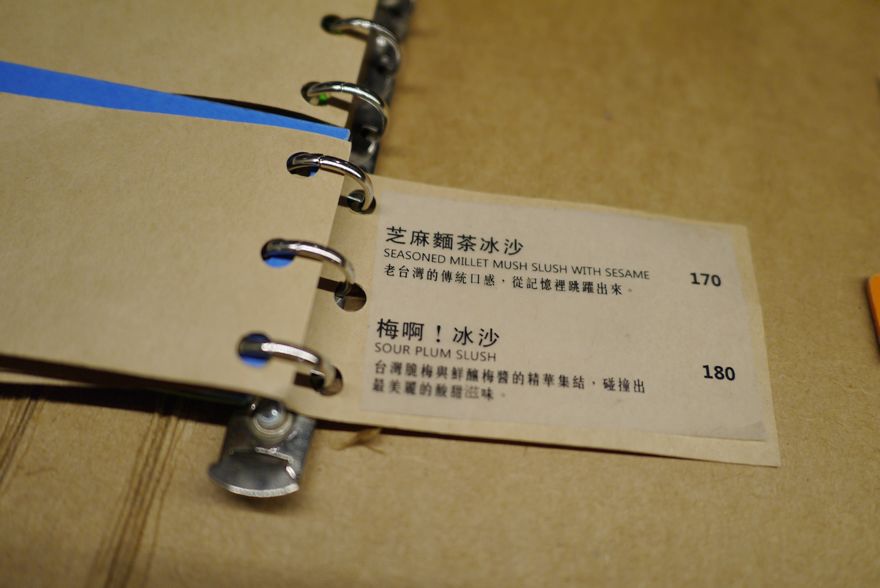 芝麻麵茶冰沙
SEASONED MILLET MUSH SLUSH WITH SESAME
老台灣的傳統口感，從記憶裡跳躍出來。
170
梅啊！冰沙
SOUR PLUM SLUSH
台灣脆梅與鮮釀梅醬的精華集結，碰撞出
最美麗的酸甜滋味。
180